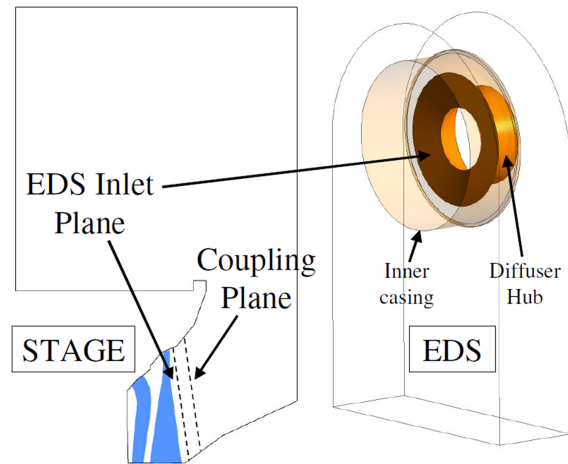 EDS Inlet
Plane
Coupling
Plane
STAGE
Inner
casing
Diffuser
Hub
EDS